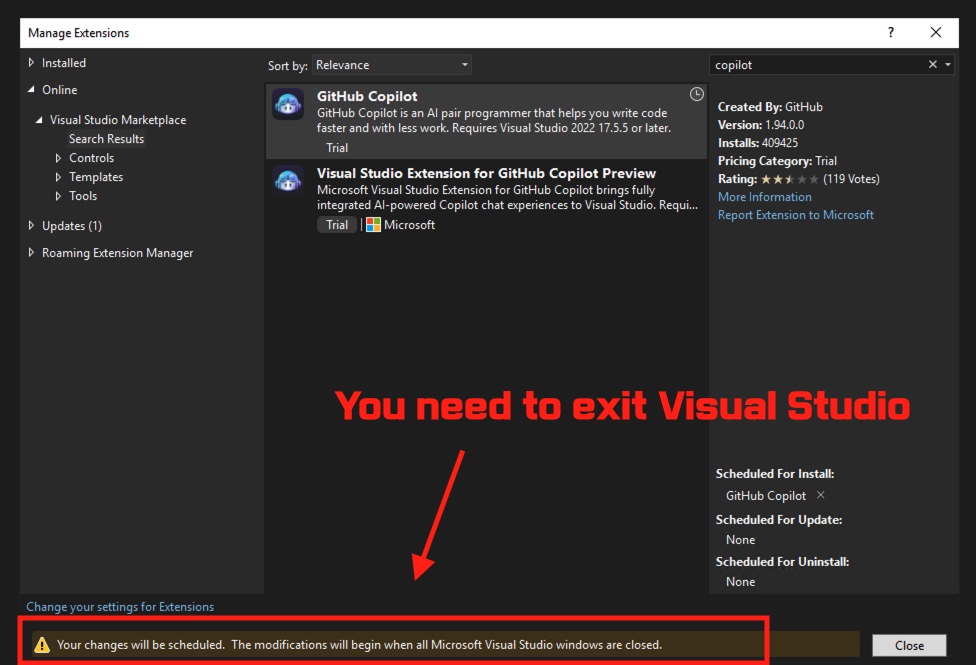 Manage Extensions
?
Installed
Online
Visual Studio Marketplace
Search Results
Controls
Templates
Tools
Updates (1)
Roaming Extension Manager
Sort by: Relevance
GitHub Copilot
GitHub Copilot is an AI pair programmer that helps you write code
faster and with less work. Requires Visual Studio 2022 17.5.5 or later.
Trial
Visual Studio Extension for GitHub Copilot Preview
Microsoft Visual Studio Extension for GitHub Copilot brings fully
integrated AI-powered Copilot chat experiences to Visual Studio. Requi...
Trial | Microsoft
copilot
Created By: GitHub
Version: 1.94.0.0
Installs: 409425
Pricing Category: Trial
Rating: (119 Votes)
More Information
Report Extension to Microsoft
You need to exit Visual Studio
Scheduled For Install:
GitHub Copilot
Scheduled For Update:
None
Scheduled For Uninstall:
None
Change your settings for Extensions
Your changes will be scheduled. The modifications will begin when all Microsoft Visual Studio windows are closed.
Close